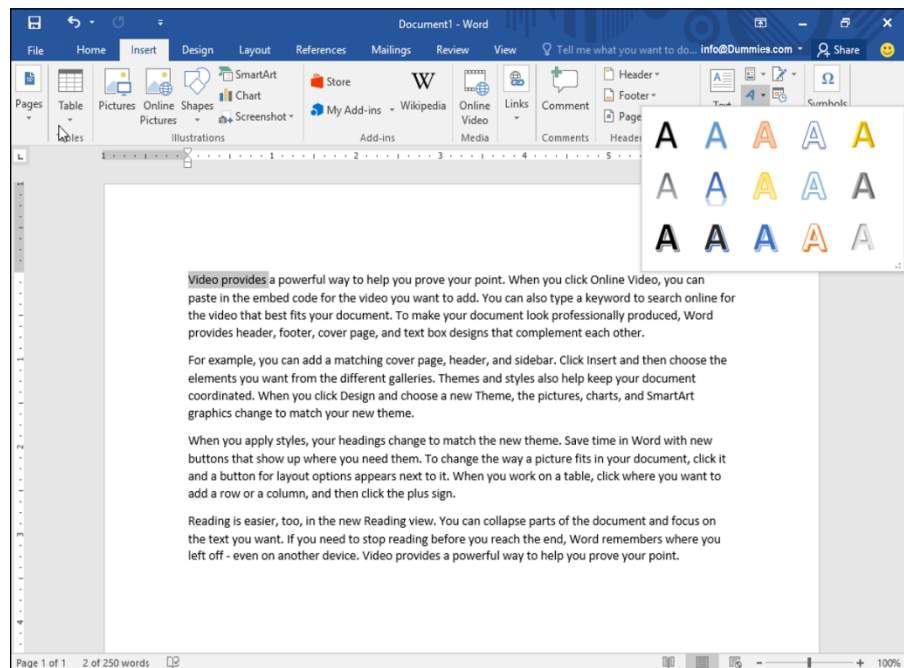 Document1 - Word
File Home Insert Design Layout References Mailings Review View Tell me what you want to do... info@Dummies.com Share
Pages Table Pictures Online Pictures Shapes SmartArt Chart Screenshot Store My Add-ins Wikipedia Online Video Links Comment Header Footer Page Text Symbols
Tables Illustrations Add-ins Media Comments Header
1 1 2 3 4 5
Video provides a powerful way to help you prove your point. When you click Online Video, you can
paste in the embed code for the video you want to add. You can also type a keyword to search online for
the video that best fits your document. To make your document look professionally produced, Word
provides header, footer, cover page, and text box designs that complement each other.
For example, you can add a matching cover page, header, and sidebar. Click Insert and then choose the
elements you want from the different galleries. Themes and styles also help keep your document
coordinated. When you click Design and choose a new Theme, the pictures, charts, and SmartArt
graphics change to match your new theme.
When you apply styles, your headings change to match the new theme. Save time in Word with new
buttons that show up where you need them. To change the way a picture fits in your document, click it
and a button for layout options appears next to it. When you work on a table, click where you want to
add a row or a column, and then click the plus sign.
Reading is easier, too, in the new Reading view. You can collapse parts of the document and focus on
the text you want. If you need to stop reading before you reach the end, Word remembers where you
left off - even on another device. Video provides a powerful way to help you prove your point.
A A A A A
A A A A A
A A A A A
Page 1 of 1 2 of 250 words 100%